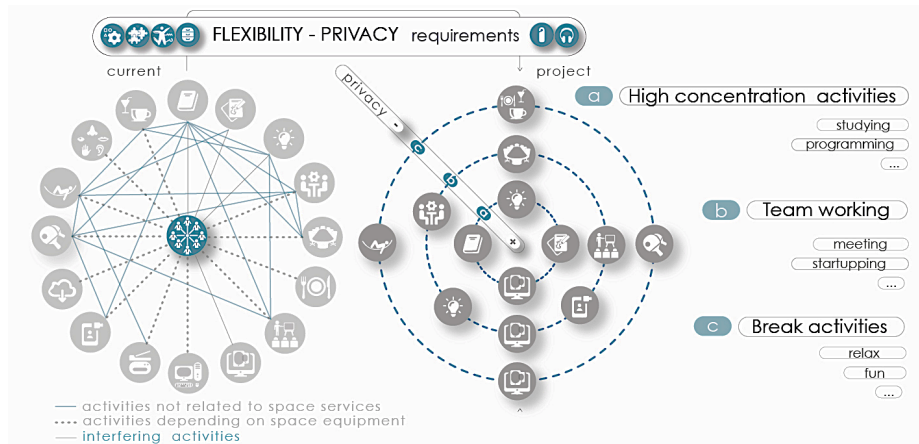 FLEXIBILITY - PRIVACY requirements
current
project
privacy
-
c
b
a
×
a High concentration activities
studying
programming
...
b Team working
meeting
startupping
...
c Break activities
relax
fun
...
activities not related to space services
activities depending on space equipment
interfering activities